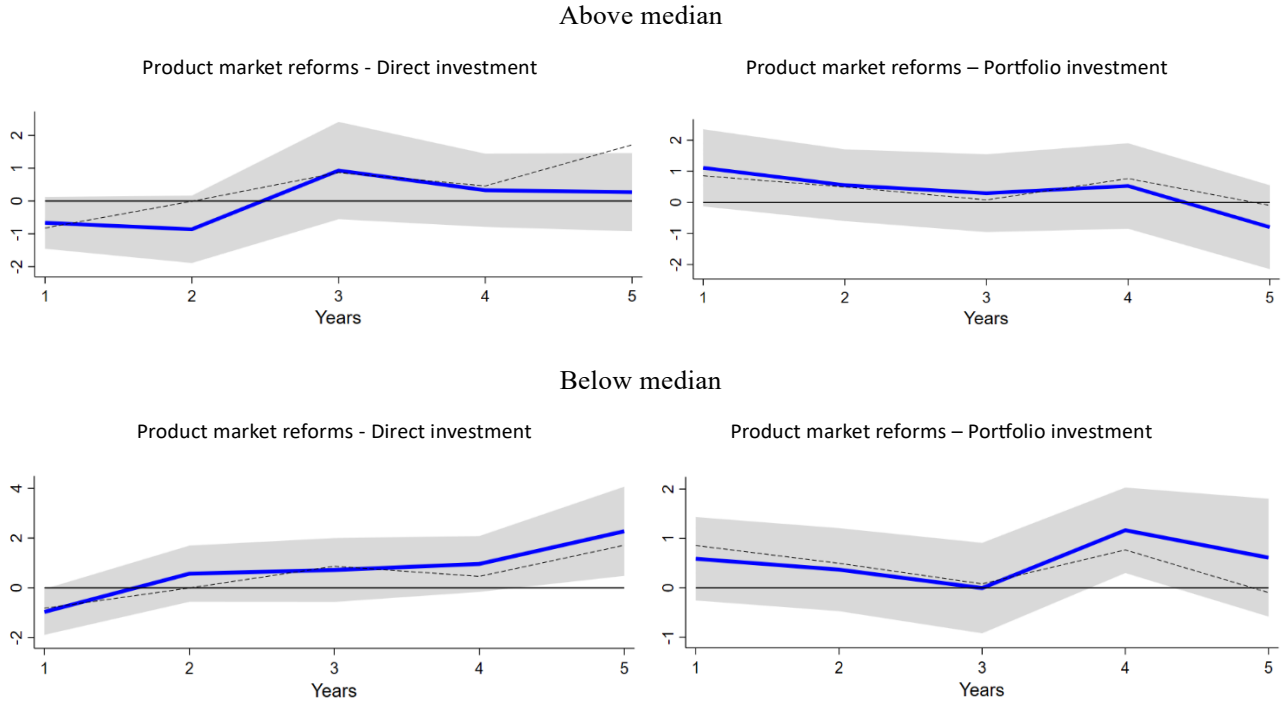 Above median
Product market reforms - Direct investment
Product market reforms – Portfolio investment
2
1
0
-1
-2
1 2 3 4 5
Years
2
1
0
-1
-2
1 2 3 4 5
Years
Below median
Product market reforms - Direct investment
Product market reforms – Portfolio investment
4
2
0
-2
1 2 3 4 5
Years
2
1
0
-1
1 2 3 4 5
Years